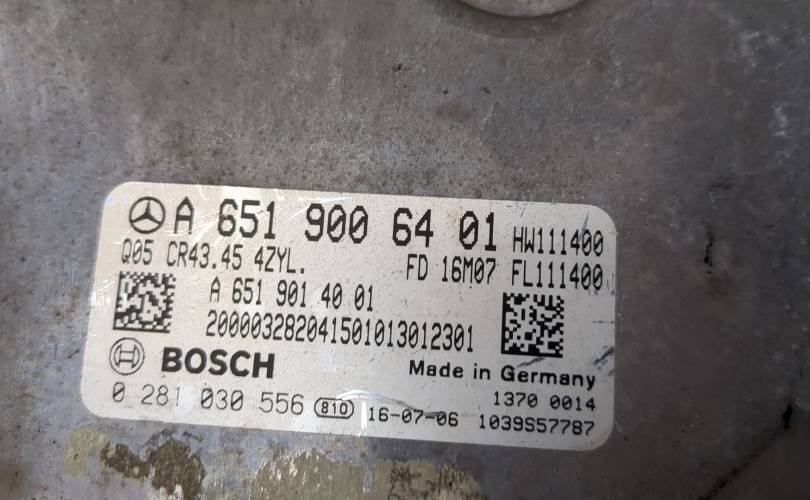 A 651 900 64 01 HW111400
Q05 CR43.45 4ZYL. FD 16M07 FL111400
A 651 901 40 01
200003282041501013012301
BOSCH Made in Germany
1370 0014
0 281 030 556 810 16-07-06 1039S57787